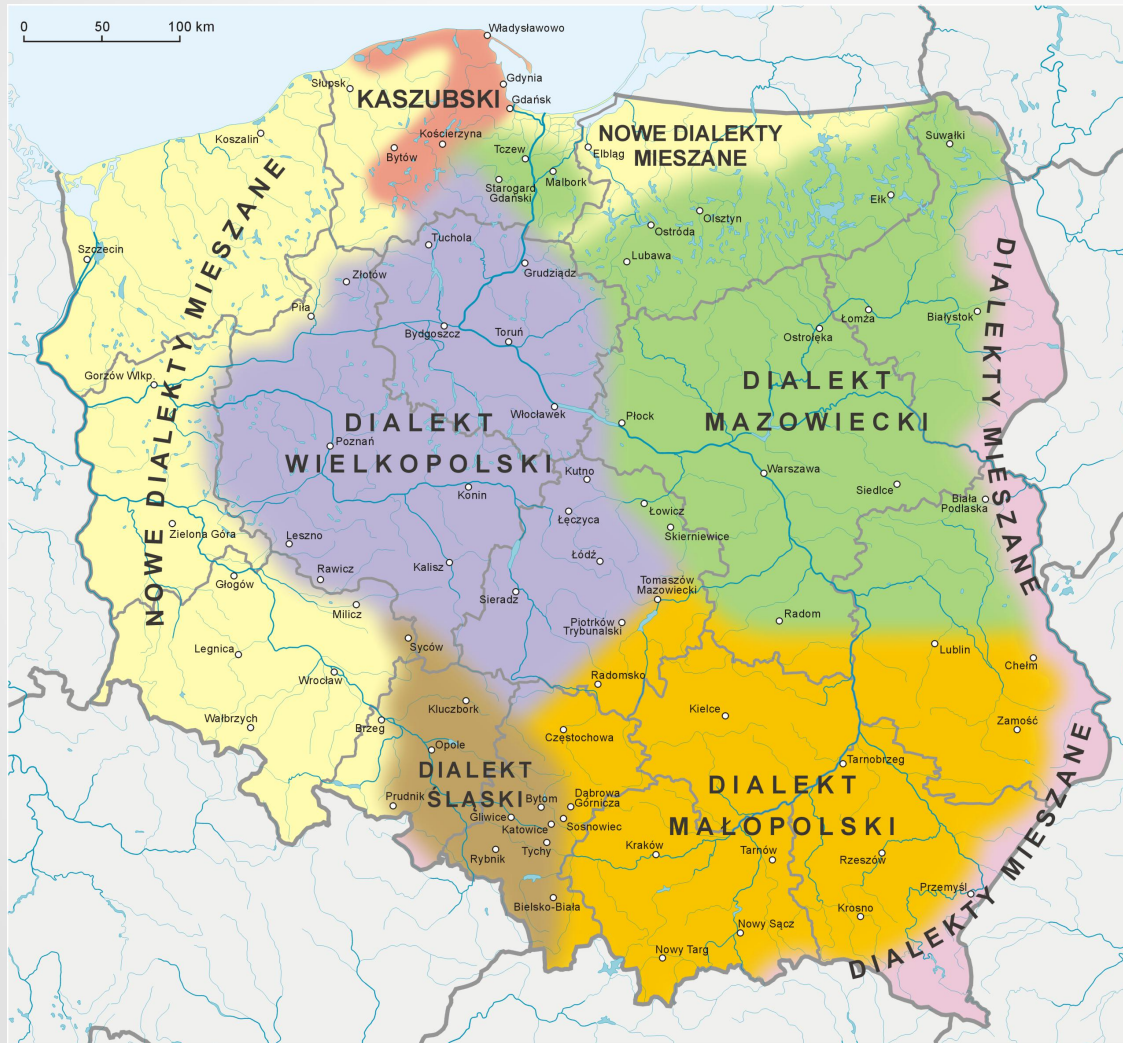 0 50 100 km
Władysławowo
Gdynia
Słupsk
KASZUBSKI
Gdańsk
Koszalin
Kościerzyna
Bytów
Tczew
Elbląg
NOWE DIALEKTY
MIESZANE
Suwałki
Malbork
Starogard
Gdański
Ełk
Olsztyn
Ostróda
Lubawa
Szczecin
Tuchola
Złotów
Grudziądz
Piła
NOWE DIALEKTY MIESZANE
Bydgoszcz
Toruń
Łomża
Ostrołęka
Białystok
DIALEKTY MIESZANE
Gorzów Wlkp.
DIALEKT
MAZOWIECKI
Włocławek
Płock
DIALEKT
WIELKOPOLSKI
Poznań
Kutno
Konin
Warszawa
Siedlce
Biała
Podlaska
Łęczyca
Łowicz
Skierniewice
Zielona Góra
Leszno
Rawicz
Kalisz
Łódź
Głogów
Sieradz
Tomaszów
Mazowiecki
Milicz
Piotrków
Trybunalski
Radom
Syców
Legnica
Lublin
Chełm
Wrocław
Radomsko
Kluczbork
Kielce
Wałbrzych
Brzeg
Częstochowa
Zamość
Opole
Tarnobrzeg
DIALEKT
ŚLĄSKI
Prudnik
Bytom
Dąbrowa
Górnicza
Gliwice
Katowice
Sosnowiec
DIALEKT
MAŁOPOLSKI
Tychy
Rybnik
Kraków
Tarnów
Rzeszów
Przemyśl
Bielsko-Biała
Krosno
Nowy Sącz
Nowy Targ
DIALEKTY MIESZANE